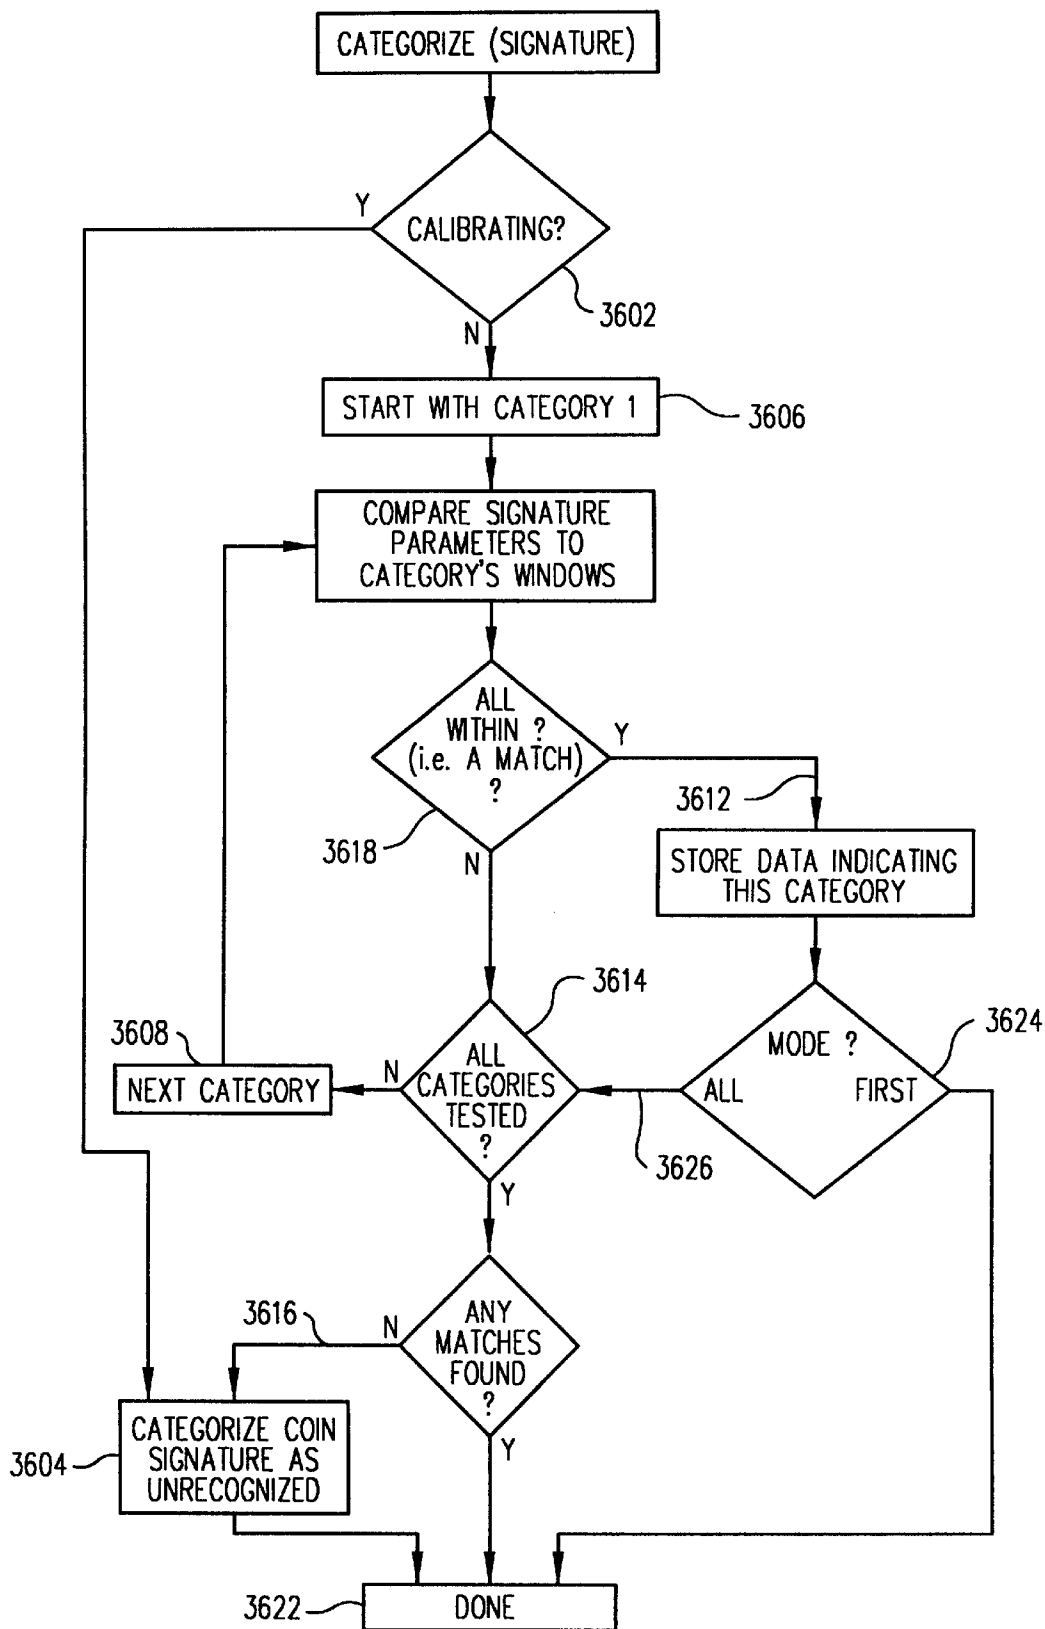 CATEGORIZE (SIGNATURE)
Y
CALIBRATING?
3602
N
START WITH CATEGORY 1
3606
COMPARE SIGNATURE
PARAMETERS TO
CATEGORY'S WINDOWS
ALL
WITHIN ?
(i.e. A MATCH)
?
Y
3612
3618
N
STORE DATA INDICATING
THIS CATEGORY
3614
3624
MODE ?
ALL
FIRST
3608
NEXT CATEGORY
N
ALL
CATEGORIES
TESTED
?
3626
Y
3616
N
ANY
MATCHES
FOUND
?
Y
3604
CATEGORIZE COIN
SIGNATURE AS
UNRECOGNIZED
3622
DONE